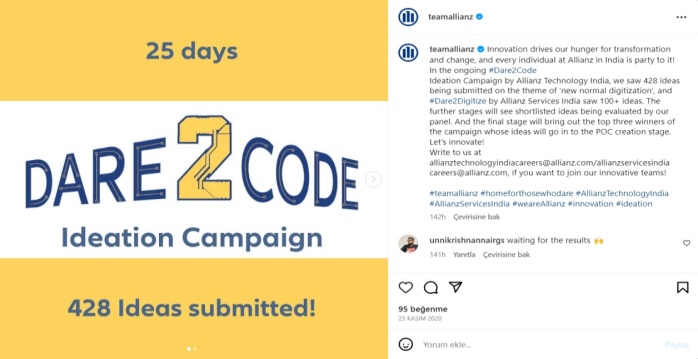 25 days
DARE 2 CODE
Ideation Campaign
428 Ideas submitted!
teamallianz
teamallianz Innovation drives our hunger for transformation
and change, and every individual at Allianz in India is party to it!
In the ongoing #Dare2Code
Ideation Campaign by Allianz Technology India, we saw 428 ideas
being submitted on the theme of 'new normal digitization', and
#Dare2Digitize by Allianz Services India saw 100+ ideas. The
further stages will see shortlisted ideas being evaluated by our
panel. And the final stage will bring out the top three winners of
the campaign whose ideas will go in to the POC creation stage.
Let's innovate!
Write to us at
allianztechnologyindiacareers@allianz.com/allianzservicesindia
careers@allianz.com, if you want to join our innovative teams!
#teamallianz #homeforthosewhodare #AllianzTechnologyIndia
#AllianzServicesIndia #weareAllianz #innovation #ideation
142h Çevirisine bak
unnikrishnannairgs waiting for the results 🙌
141h Yanıtla Çevirisine bak
95 beğenme
23 KASIM 2020
Yorum ekle...
Paylaş